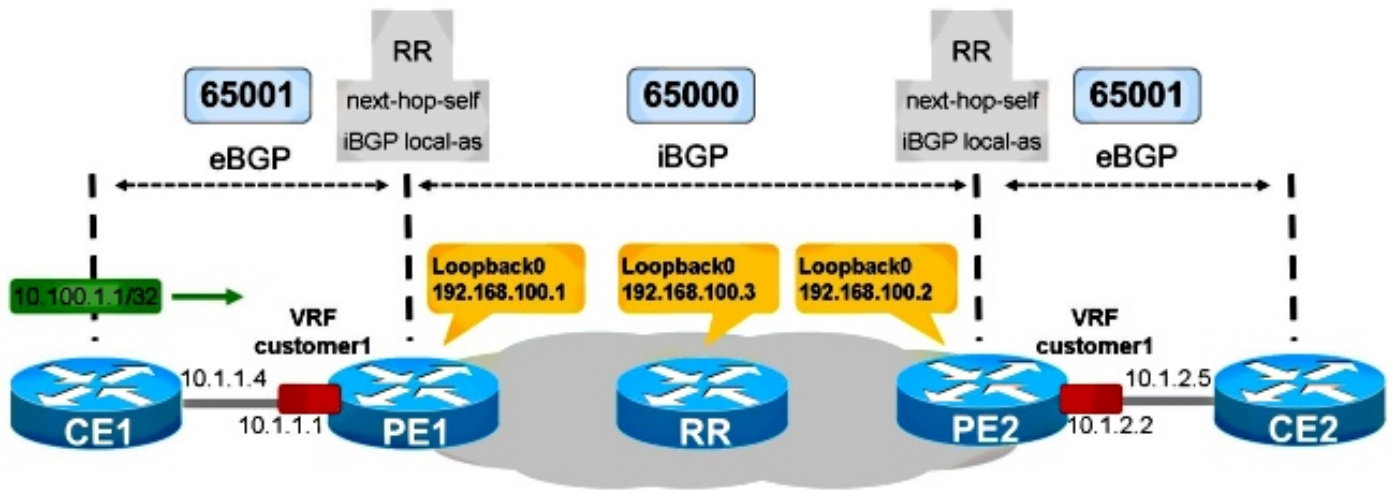 RR
next-hop-self
iBGP local-as
RR
next-hop-self
iBGP local-as
65001
65000
65001
eBGP
iBGP
eBGP
10.100.1.1/32
Loopback0
192.168.100.1
Loopback0
192.168.100.3
Loopback0
192.168.100.2
VRF
customer1
VRF
customer1
10.1.1.4
10.1.1.1
10.1.2.5
10.1.2.2
CE1
PE1
RR
PE2
CE2